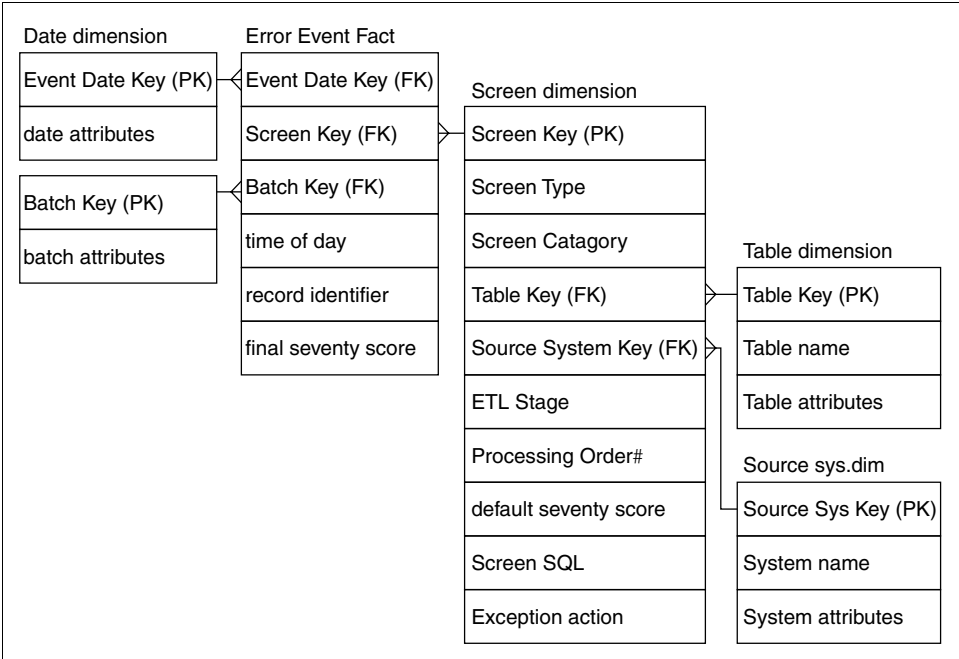 Date dimension
Event Date Key (PK)
date attributes
Batch Key (PK)
batch attributes
Error Event Fact
Event Date Key (FK)
Screen Key (FK)
Batch Key (FK)
time of day
record identifier
final seventy score
Screen dimension
Screen Key (PK)
Screen Type
Screen Catagory
Table Key (FK)
Source System Key (FK)
ETL Stage
Processing Order#
default seventy score
Screen SQL
Exception action
Table dimension
Table Key (PK)
Table name
Table attributes
Source sys.dim
Source Sys Key (PK)
System name
System attributes